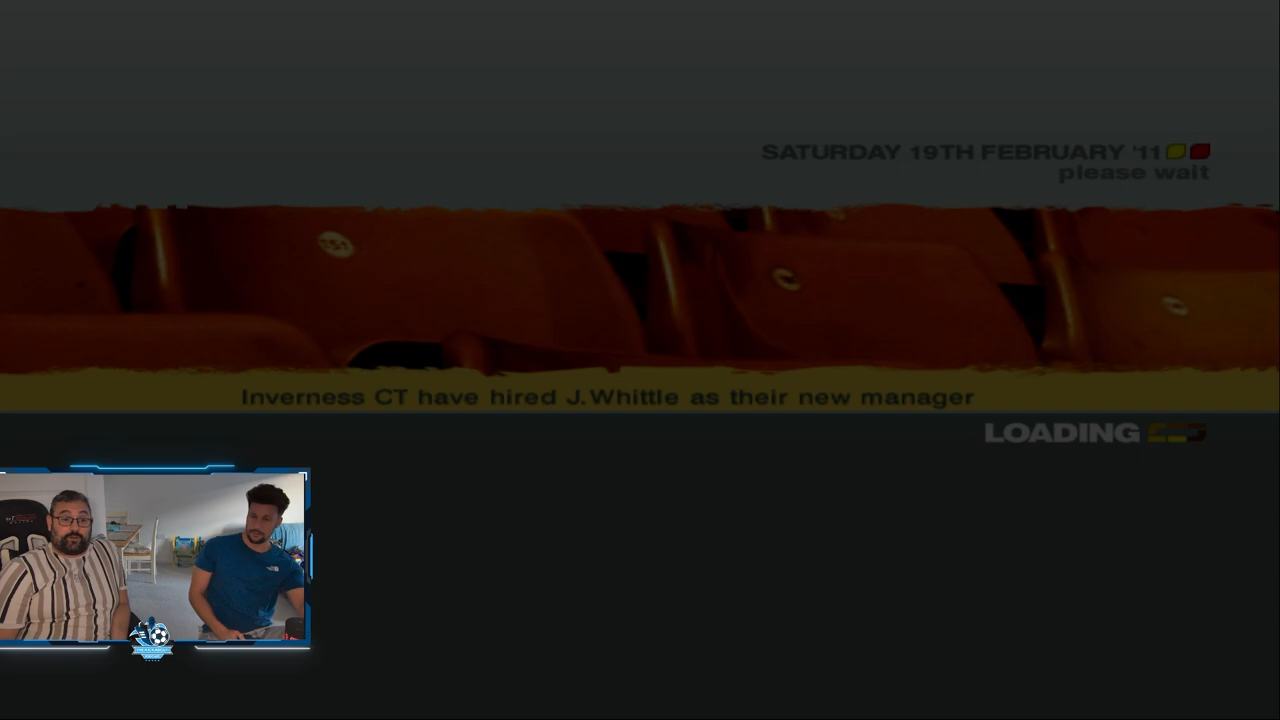 SATURDAY 19TH FEBRUARY '11
please wait
Inverness CT have hired J.Whittle as their new manager
LOADING